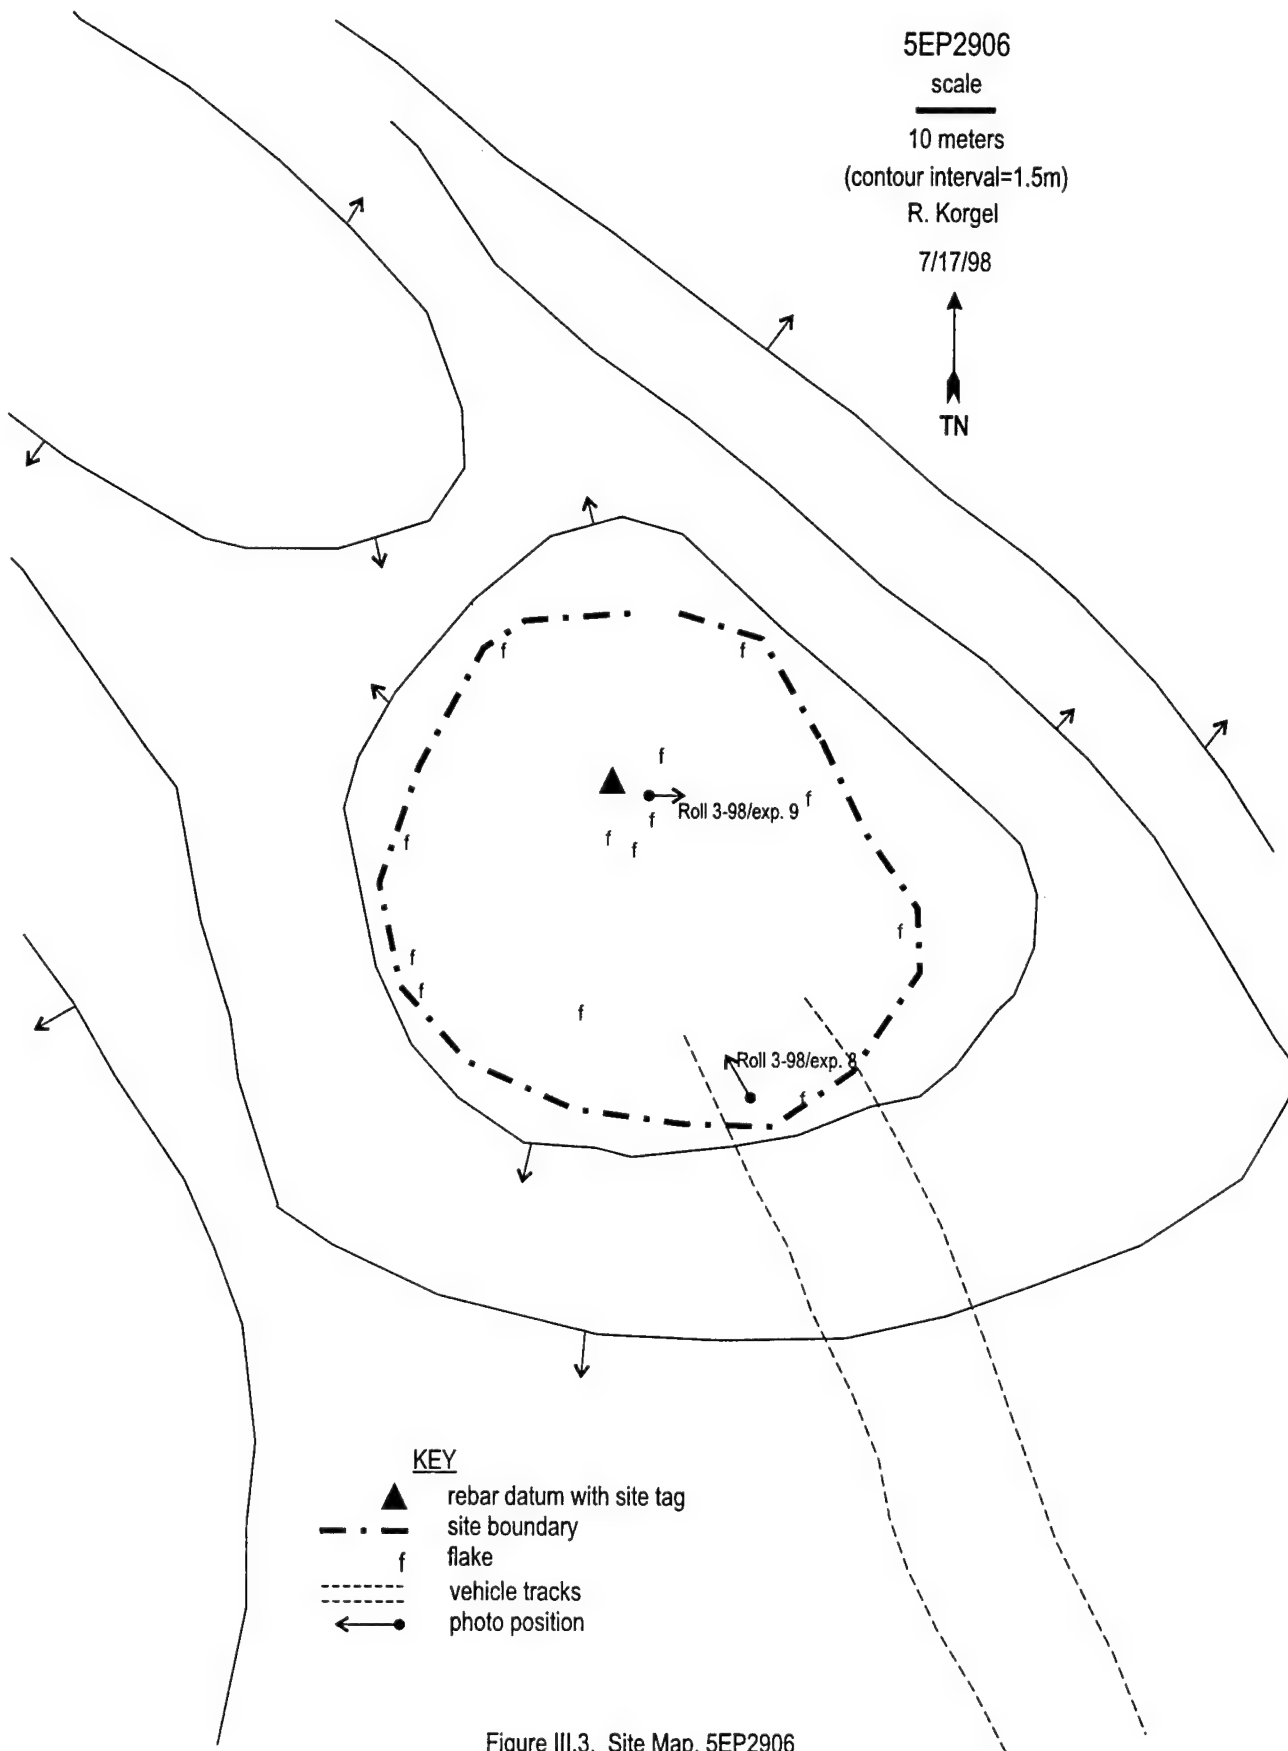 5EP2906
scale
10 meters
(contour interval=1.5m)
R. Korgel
7/17/98
TN
f
f
f
Roll 3-98/exp. 9
f
f
f
f
f
f
f
f
f
Roll 3-98/exp. 8
f
KEY
rebar datum with site tag
site boundary
f flake
vehicle tracks
photo position
Figure III.3. Site Map, 5EP2906